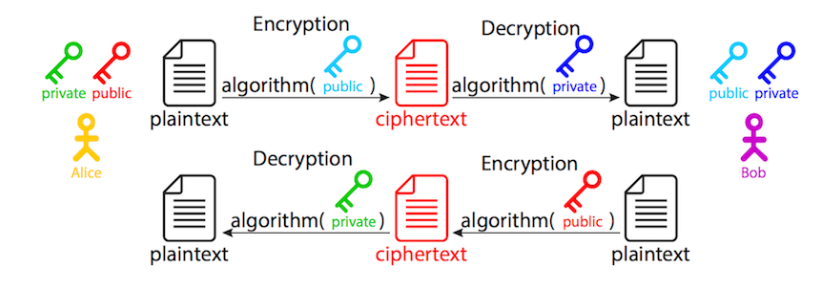 Encryption
Decryption
private public
algorithm( public )
algorithm( private )
public private
plaintext
ciphertext
plaintext
Alice
Bob
Decryption
Encryption
algorithm( private )
algorithm( public )
plaintext
ciphertext
plaintext